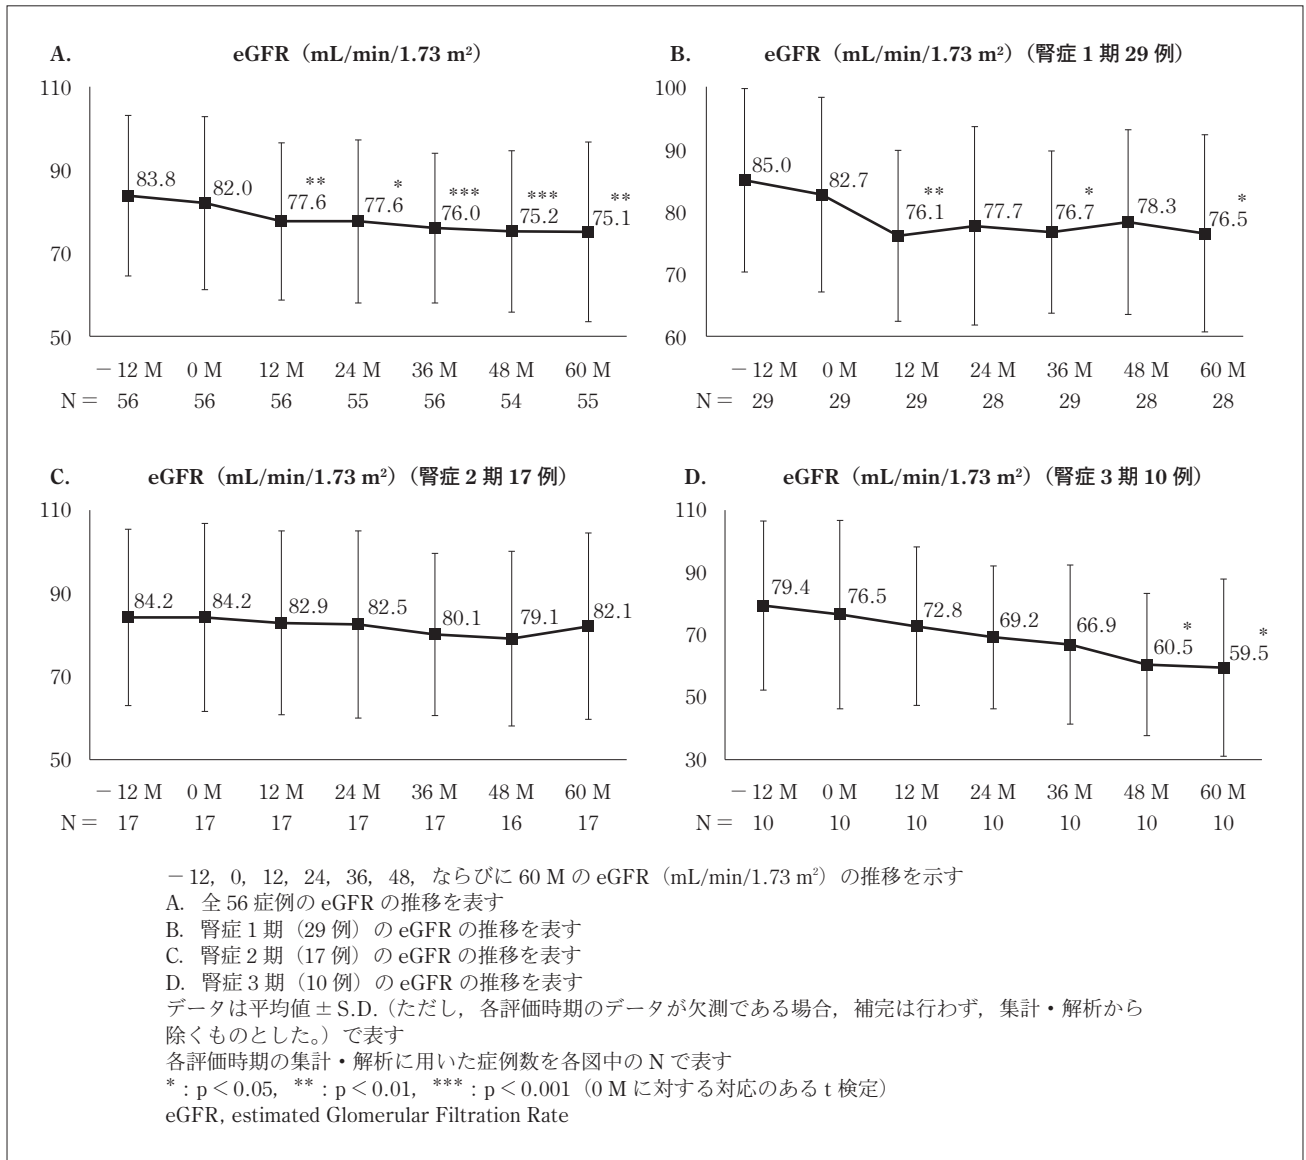 A. eGFR（mL/min/1.73 m²）
110
90
70
50
83.8 82.0 77.6 ** 77.6 * 76.0 *** 75.2 *** 75.1 **
－12 M 0 M 12 M 24 M 36 M 48 M 60 M
N＝ 56 56 56 55 56 54 55
B. eGFR（mL/min/1.73 m²）（腎症 1 期 29 例）
100
90
80
70
60
85.0 82.7 76.1 ** 77.7 76.7 * 78.3 76.5 *
－12 M 0 M 12 M 24 M 36 M 48 M 60 M
N＝ 29 29 29 28 29 28 28
C. eGFR（mL/min/1.73 m²）（腎症 2 期 17 例）
110
90
70
50
84.2 84.2 82.9 82.5 80.1 79.1 82.1
－12 M 0 M 12 M 24 M 36 M 48 M 60 M
N＝ 17 17 17 17 17 16 17
D. eGFR（mL/min/1.73 m²）（腎症 3 期 10 例）
110
90
70
50
30
79.4 76.5 72.8 69.2 66.9 60.5 * 59.5 *
－12 M 0 M 12 M 24 M 36 M 48 M 60 M
N＝ 10 10 10 10 10 10 10
－12，0，12，24，36，48，ならびに 60 M の eGFR（mL/min/1.73 m²）の推移を示す
A. 全 56 症例の eGFR の推移を表す
B. 腎症 1 期（29 例）の eGFR の推移を表す
C. 腎症 2 期（17 例）の eGFR の推移を表す
D. 腎症 3 期（10 例）の eGFR の推移を表す
データは平均値 ± S.D.（ただし，各評価時期のデータが欠測である場合，補完は行わず，集計・解析から
除くものとした。）で表す
各評価時期の集計・解析に用いた症例数を各図中の N で表す
*：p＜0.05，**：p＜0.01，***：p＜0.001（0 M に対する対応のある t 検定）
eGFR, estimated Glomerular Filtration Rate